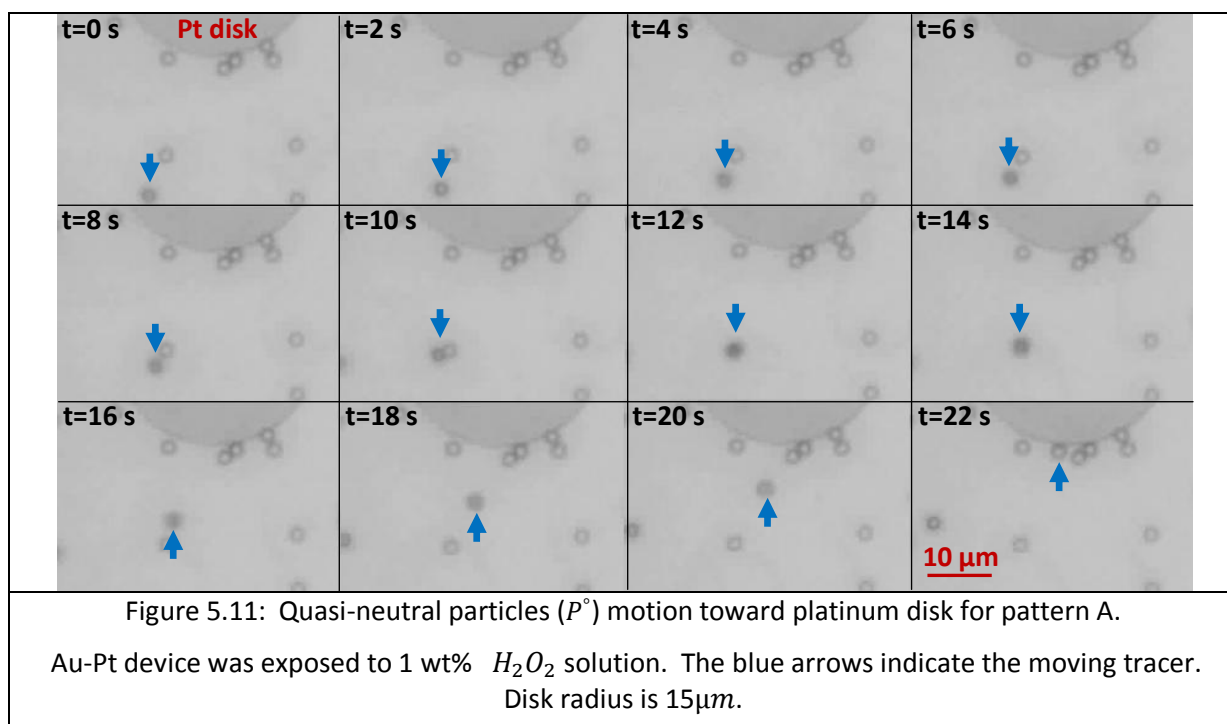 t=0 s Pt disk t=2 s t=4 s t=6 s
t=8 s t=10 s t=12 s t=14 s
t=16 s t=18 s t=20 s t=22 s
10 µm
Figure 5.11: Quasi-neutral particles (P°) motion toward platinum disk for pattern A.
Au-Pt device was exposed to 1 wt% H₂O₂ solution. The blue arrows indicate the moving tracer.
Disk radius is 15µm.